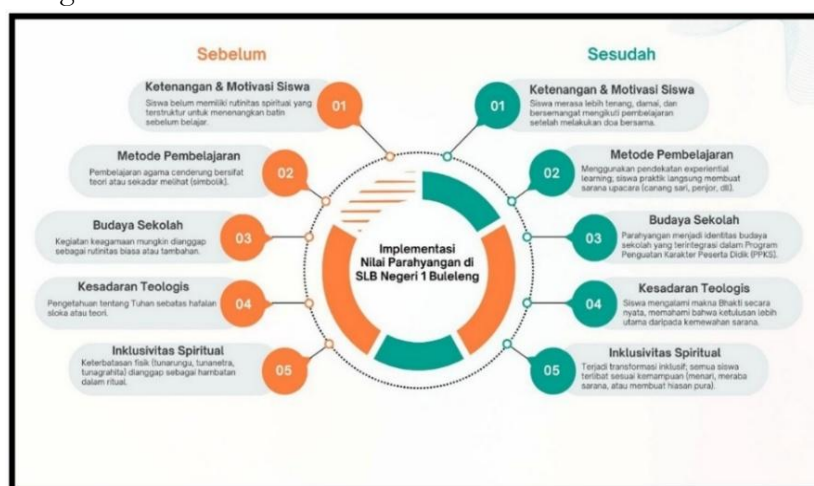 Sebelum
Ketenangan & Motivasi Siswa
Siswa belum memiliki rutinitas spiritual yang
terstruktur untuk menenangkan batin
sebelum belajar.
01
Metode Pembelajaran
Pembelajaran agama cenderung bersifat
teori atau sekadar melihat (simbolik).
02
Budaya Sekolah
Kegiatan keagamaan mungkin dianggap
sebagai rutinitas biasa atau tambahan.
03
Kesadaran Teologis
Pengetahuan tentang Tuhan sebatas hafalan
sloka atau teori.
04
Inklusivitas Spiritual
Keterbatasan fisik (tunarungu, tunanetra,
tunagrahita) dianggap sebagai hambatan
dalam ritual.
05
Implementasi
Nilai Parahyangan di
SLB Negeri 1 Buleleng
Sesudah
01
Ketenangan & Motivasi Siswa
Siswa merasa lebih tenang, damai, dan
bersemangat mengikuti pembelajaran
setelah melakukan doa bersama.
02
Metode Pembelajaran
Menggunakan pendekatan experiential
learning; siswa praktik langsung membuat
sarana upacara (canang sari, penjor, dll).
03
Budaya Sekolah
Parahyangan menjadi identitas budaya
sekolah yang terintegrasi dalam Program
Penguatan Karakter Peserta Didik (PPKS).
04
Kesadaran Teologis
Siswa mengalami makna Bhakti secara
nyata, memahami bahwa ketulusan lebih
utama daripada kemewahan sarana.
05
Inklusivitas Spiritual
Terjadi transformasi inklusif; semua siswa
terlibat sesuai kemampuan (menari, meraba
sarana, atau membuat hiasan pura).